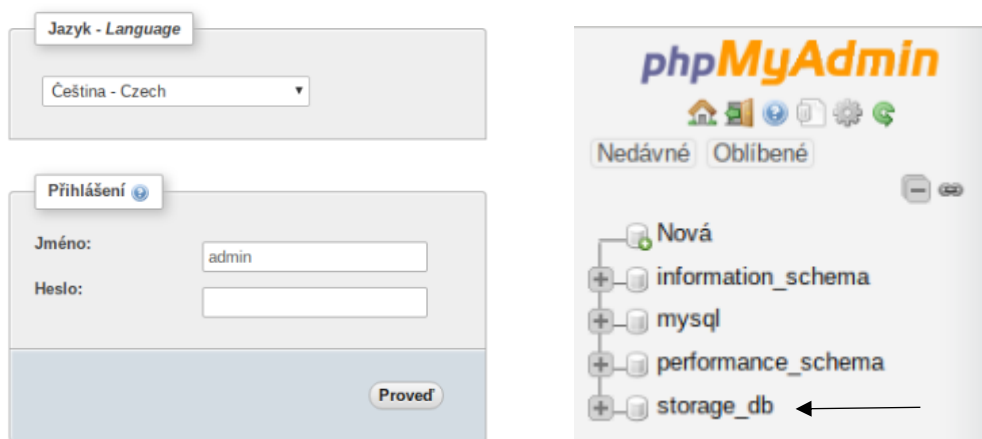 Jazyk - Language
Čeština - Czech
Přihlášení
Jméno:
admin
Heslo:
Proveď
phpMyAdmin
Nedávné Oblíbené
Nová
information_schema
mysql
performance_schema
storage_db